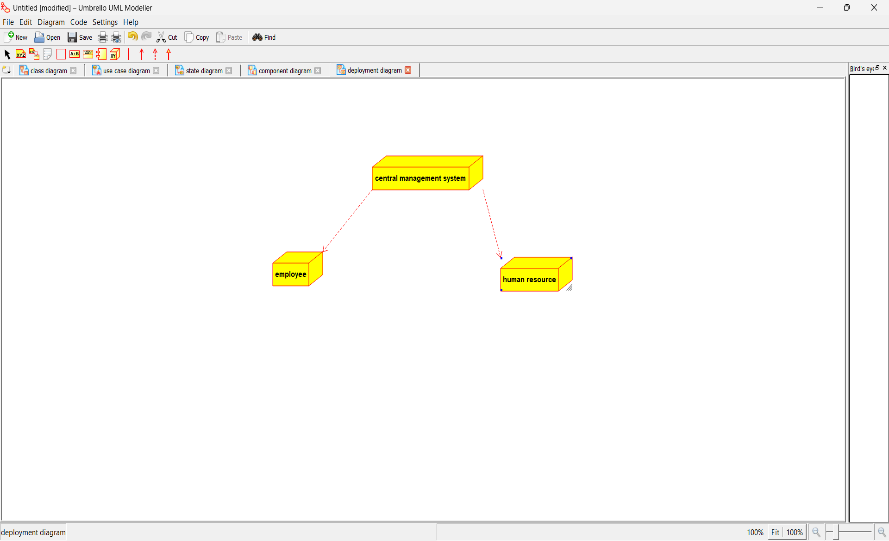 Untitled [modified] – Umbrello UML Modeller
File Edit Diagram Code Settings Help
New Open Save Cut Copy Paste Find
class diagram use case diagram state diagram component diagram deployment diagram
central management system
employee
human resource
deployment diagram 100% Fit 100%